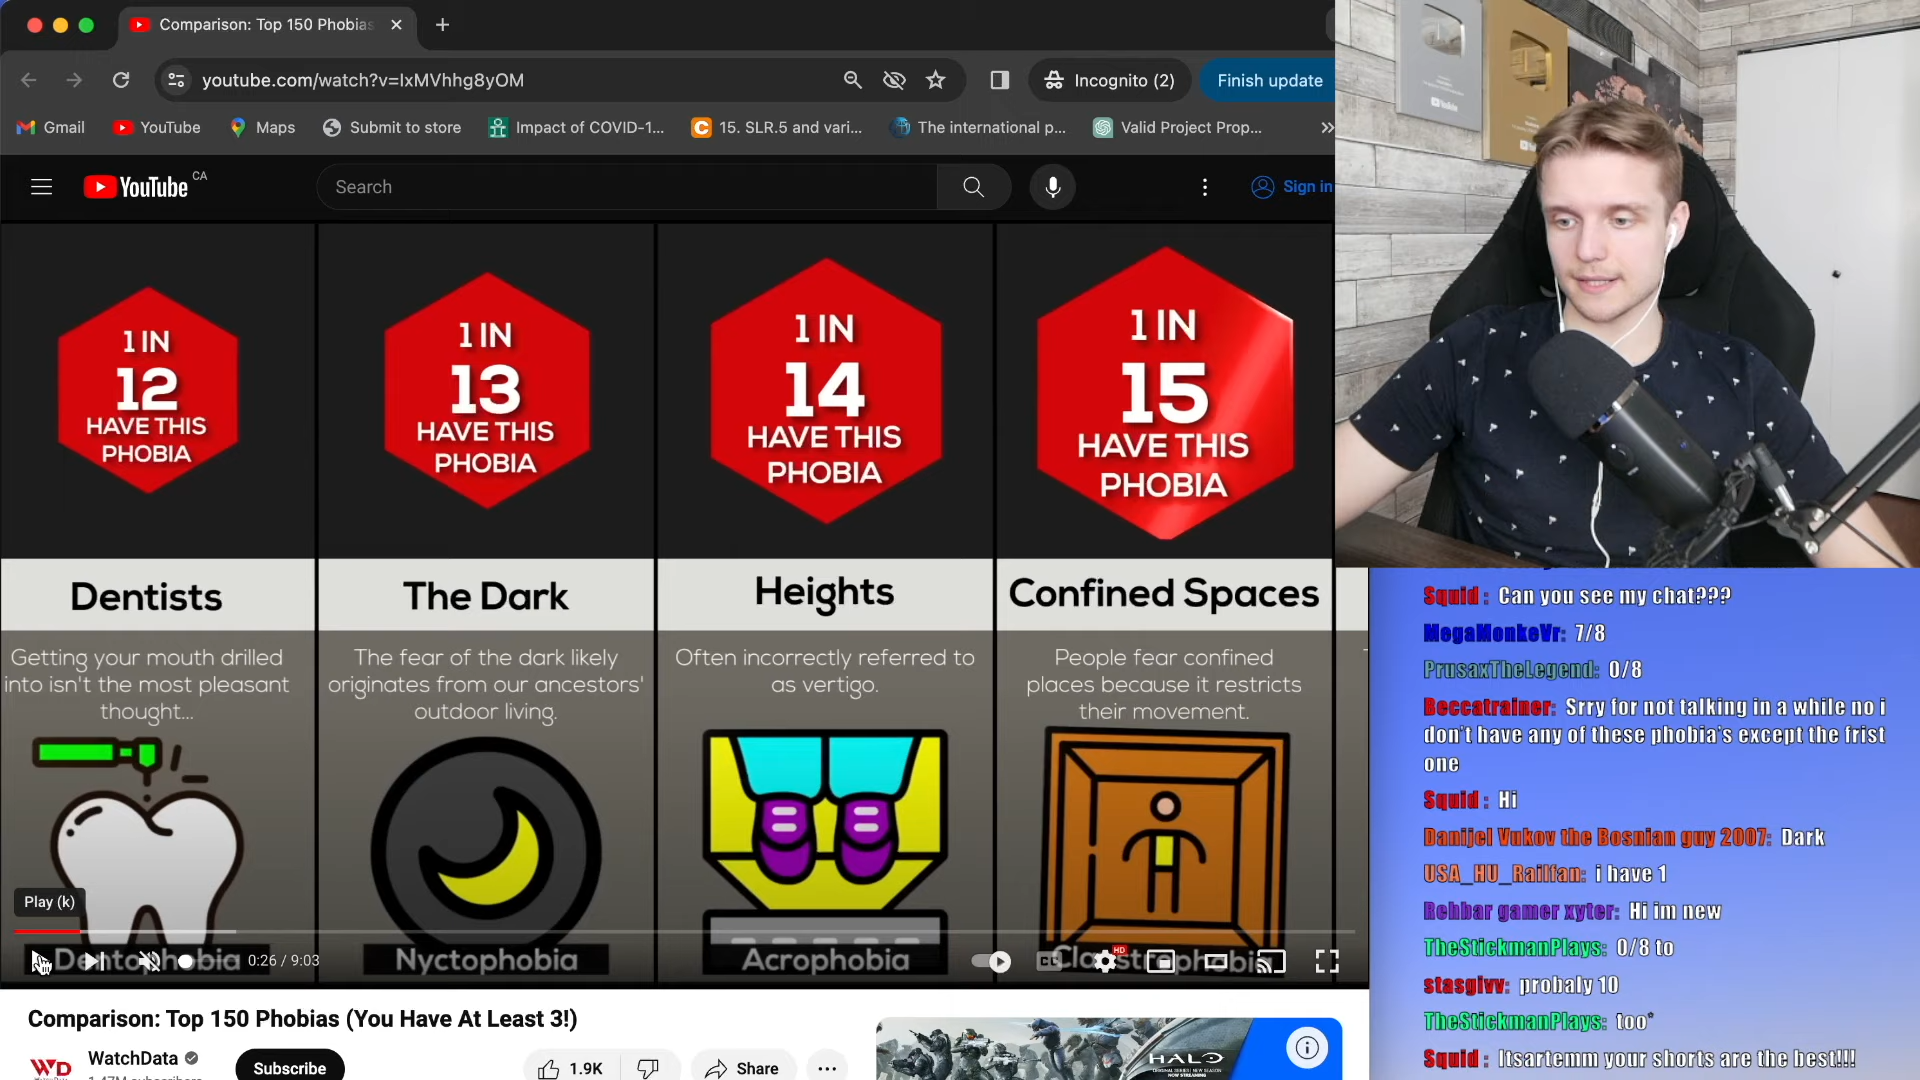 Comparison: Top 150 Phobias
youtube.com/watch?v=IxMVhhg8yOM
Incognito (2)
Finish update
Gmail
YouTube
Maps
Submit to store
Impact of COVID-1...
15. SLR.5 and vari...
The international p...
Valid Project Prop...
YouTube CA
Search
Sign in
1 IN
12
HAVE THIS
PHOBIA
Dentists
Getting your mouth drilled
into isn't the most pleasant
thought...
Dentophobia
1 IN
13
HAVE THIS
PHOBIA
The Dark
The fear of the dark likely
originates from our ancestors'
outdoor living.
Nyctophobia
1 IN
14
HAVE THIS
PHOBIA
Heights
Often incorrectly referred to
as vertigo.
Acrophobia
1 IN
15
HAVE THIS
PHOBIA
Confined Spaces
People fear confined
places because it restricts
their movement.
Claustrophobia
Play (k)
0:26 / 9:03
HD
Comparison: Top 150 Phobias (You Have At Least 3!)
WD
WatchData
1.47M subscribers
Subscribe
1.9K
Share
HALO
Squid : Can you see my chat???
MegaMonkeVr: 7/8
PrusaxTheLegend: 0/8
Beccatrainer: Srry for not talking in a while no i
don't have any of these phobia's except the frist
one
Squid : Hi
Danijel Vukov the Bosnian guy 2007: Dark
USA_HU_Railfan: i have 1
Rehbar gamer xyter: Hi im new
TheStickmanPlays: 0/8 to
stasgivv: probaly 10
TheStickmanPlays: too*
Squid : Itsartemm your shorts are the best!!!